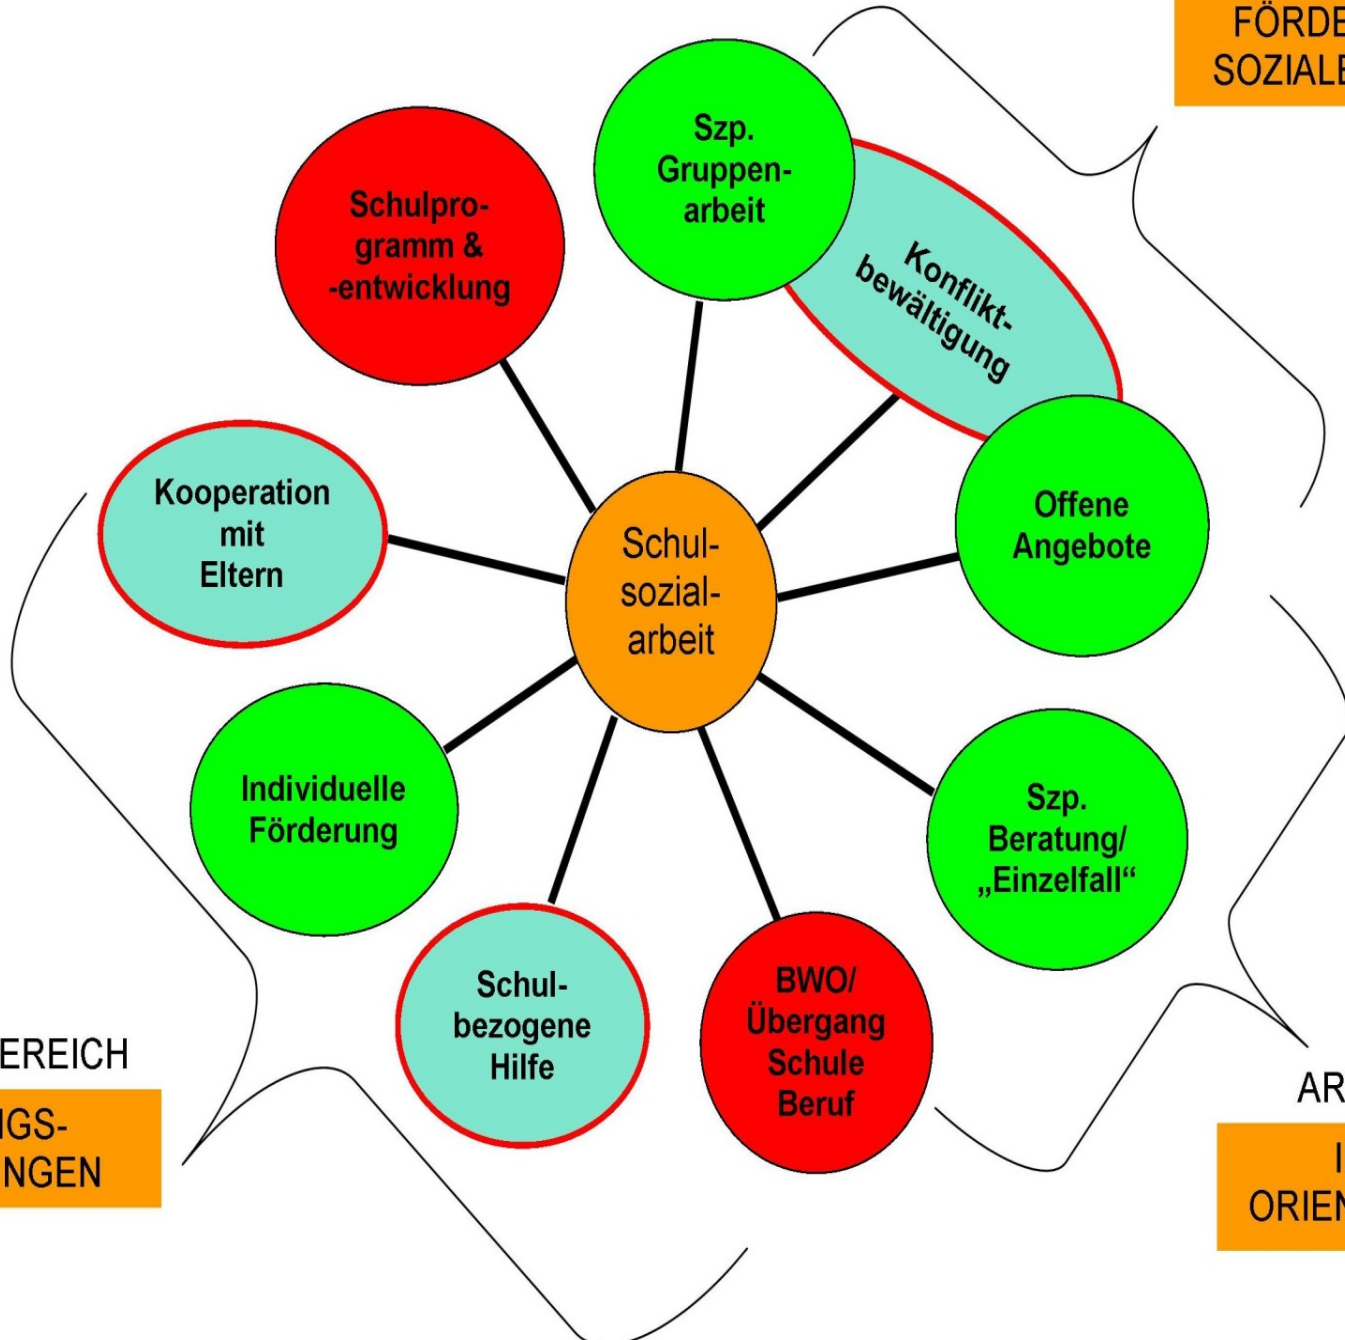 FÖRDE
SOZIALE
Szp.
Gruppen-
arbeit
Schulpro-
gramm &
-entwicklung
Konflikt-
bewältigung
Kooperation
mit
Eltern
Offene
Angebote
Schul-
sozial-
arbeit
Individuelle
Förderung
Szp.
Beratung/
„Einzelfall“
Schul-
bezogene
Hilfe
BWO/
Übergang
Schule
Beruf
EREICH
NGS-
NGEN
AR
I
ORIEN